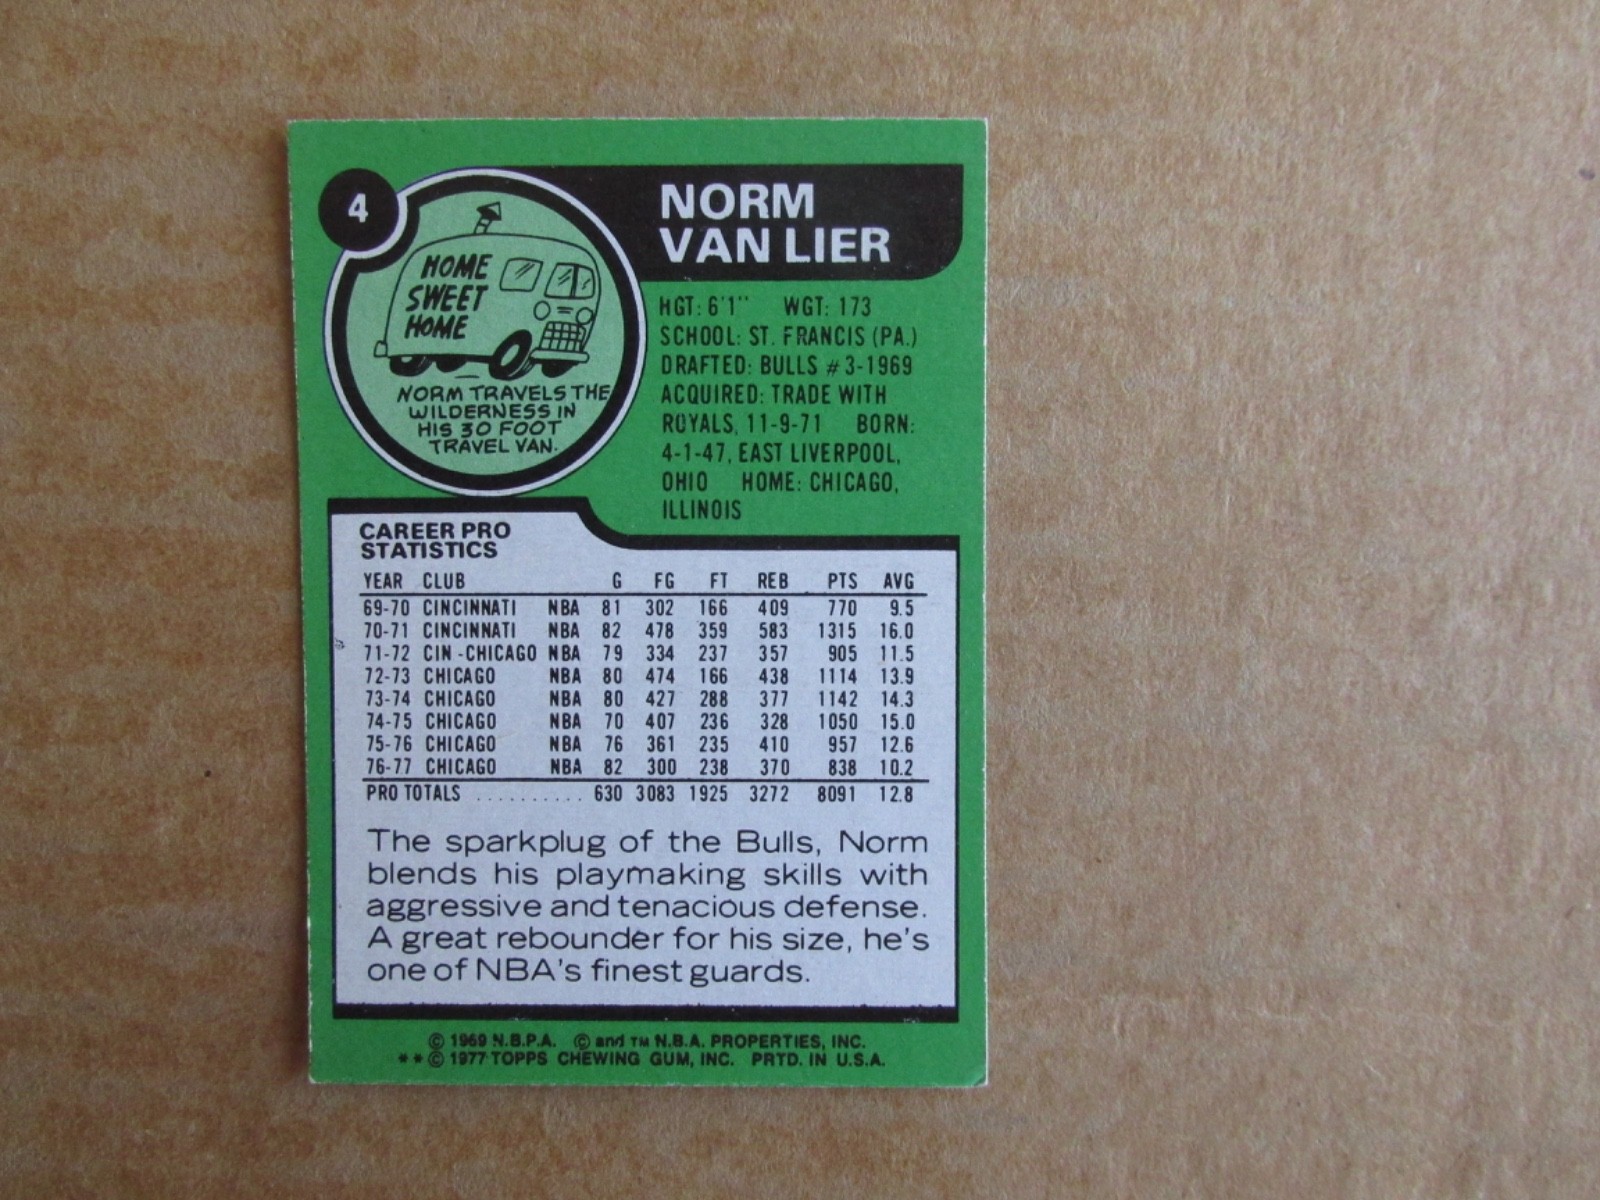 4
NORM
VAN LIER
HOME
SWEET
HOME
NORM TRAVELS THE
WILDERNESS IN
HIS 30 FOOT
TRAVEL VAN.
HGT: 6'1" WGT: 173
SCHOOL: ST. FRANCIS (PA.)
DRAFTED: BULLS #3-1969
ACQUIRED: TRADE WITH
ROYALS, 11-9-71 BORN:
4-1-47, EAST LIVERPOOL,
OHIO HOME: CHICAGO,
ILLINOIS
CAREER PRO
STATISTICS
YEAR CLUB G FG FT REB PTS AVG
69-70 CINCINNATI NBA 81 302 166 409 770 9.5
70-71 CINCINNATI NBA 82 478 359 583 1315 16.0
71-72 CIN-CHICAGO NBA 79 334 237 357 905 11.5
72-73 CHICAGO NBA 80 474 166 438 1114 13.9
73-74 CHICAGO NBA 80 427 288 377 1142 14.3
74-75 CHICAGO NBA 70 407 236 328 1050 15.0
75-76 CHICAGO NBA 76 361 235 410 957 12.6
76-77 CHICAGO NBA 82 300 238 370 838 10.2
PRO TOTALS .......... 630 3083 1925 3272 8091 12.8
The sparkplug of the Bulls, Norm
blends his playmaking skills with
aggressive and tenacious defense.
A great rebounder for his size, he's
one of NBA's finest guards.
© 1969 N.B.P.A. © and TM N.B.A. PROPERTIES, INC.
**© 1977 TOPPS CHEWING GUM, INC. PRTD. IN U.S.A.